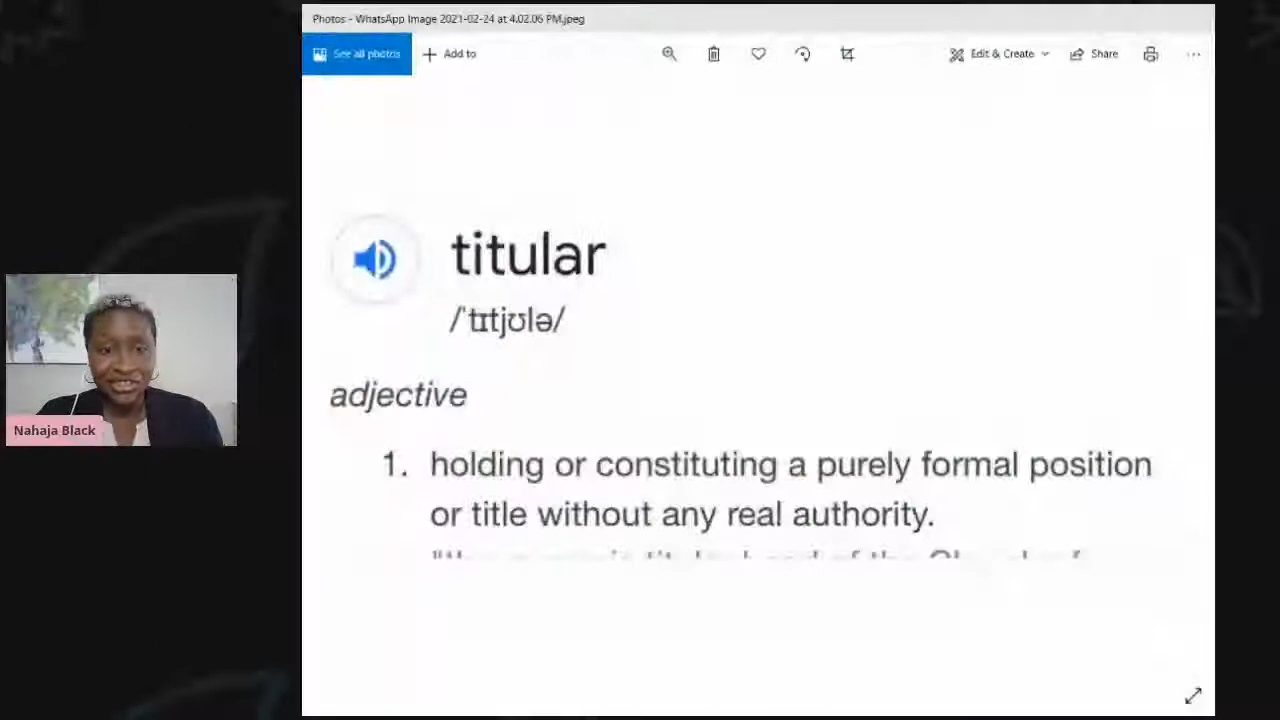 Photos - WhatsApp Image 2021-02-24 at 4.02.06 PM.jpeg
See all photos
Add to
Edit & Create
Share
titular
/ˈtɪtjʊlə/
adjective
1. holding or constituting a purely formal position
or title without any real authority.
Nahaja Black